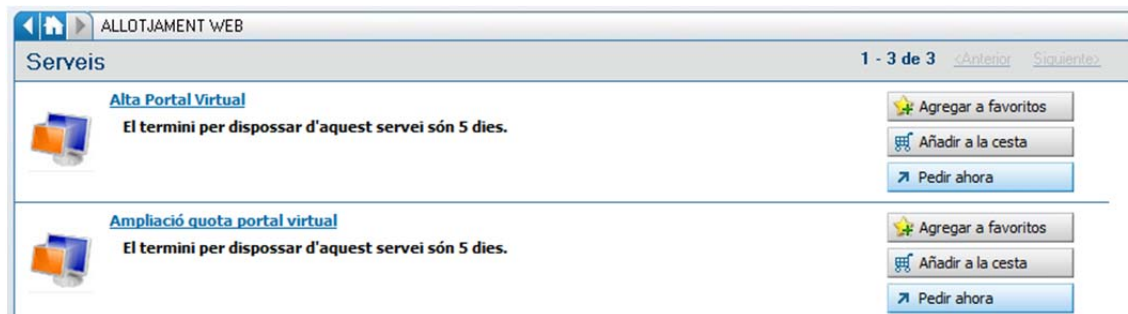 ALLOTJAMENT WEB
Serveis
1 - 3 de 3 <Anterior Siguiente>
Alta Portal Virtual
El termini per dispossar d'aquest servei són 5 dies.
Agregar a favoritos
Añadir a la cesta
Pedir ahora
Ampliació quota portal virtual
El termini per dispossar d'aquest servei són 5 dies.
Agregar a favoritos
Añadir a la cesta
Pedir ahora